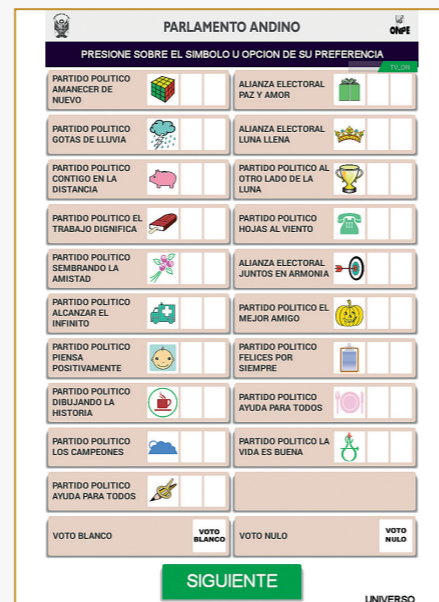 PARLAMENTO ANDINO
ONPE
PRESIONE SOBRE EL SIMBOLO U OPCION DE SU PREFERENCIA
TV_ON
PARTIDO POLITICO
AMANECER DE
NUEVO
ALIANZA ELECTORAL
PAZ Y AMOR
PARTIDO POLITICO
GOTAS DE LLUVIA
ALIANZA ELECTORAL
LUNA LLENA
PARTIDO POLITICO
CONTIGO EN LA
DISTANCIA
PARTIDO POLITICO AL
OTRO LADO DE LA
LUNA
PARTIDO POLITICO EL
TRABAJO DIGNIFICA
PARTIDO POLITICO
HOJAS AL VIENTO
PARTIDO POLITICO
SEMBRANDO LA
AMISTAD
ALIANZA ELECTORAL
JUNTOS EN ARMONIA
PARTIDO POLITICO
ALCANZAR EL
INFINITO
PARTIDO POLITICO EL
MEJOR AMIGO
PARTIDO POLITICO
PIENSA
POSITIVAMENTE
PARTIDO POLITICO
FELICES POR
SIEMPRE
PARTIDO POLITICO
DIBUJANDO LA
HISTORIA
PARTIDO POLITICO
AYUDA PARA TODOS
PARTIDO POLITICO
LOS CAMPEONES
PARTIDO POLITICO LA
VIDA ES BUENA
PARTIDO POLITICO
AYUDA PARA TODOS
VOTO BLANCO
VOTO
BLANCO
VOTO NULO
VOTO
NULO
SIGUIENTE
UNIVERSO